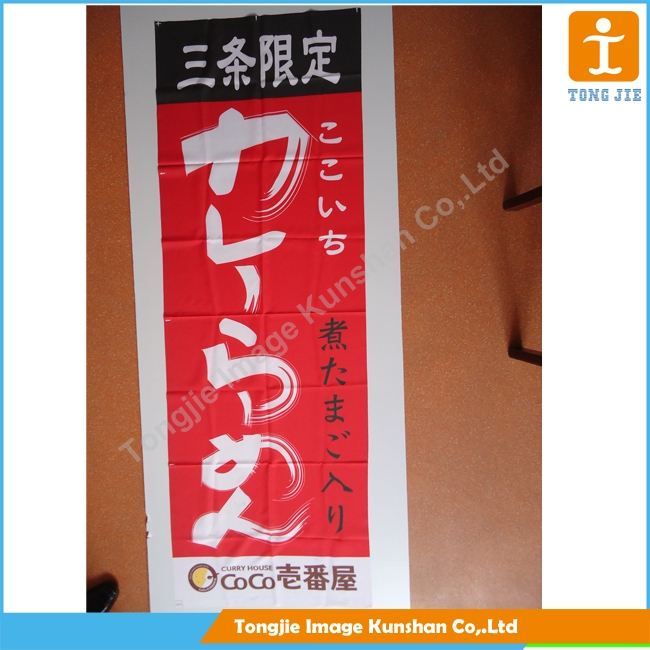 三条限定
ここいち
カレーらめん
煮たまご入り
CURRY HOUSE
CoCo壱番屋
TONG JIE
Tongjie Image Kunshan Co,.Ltd
Tongjie Image Kunshan Co,.Ltd